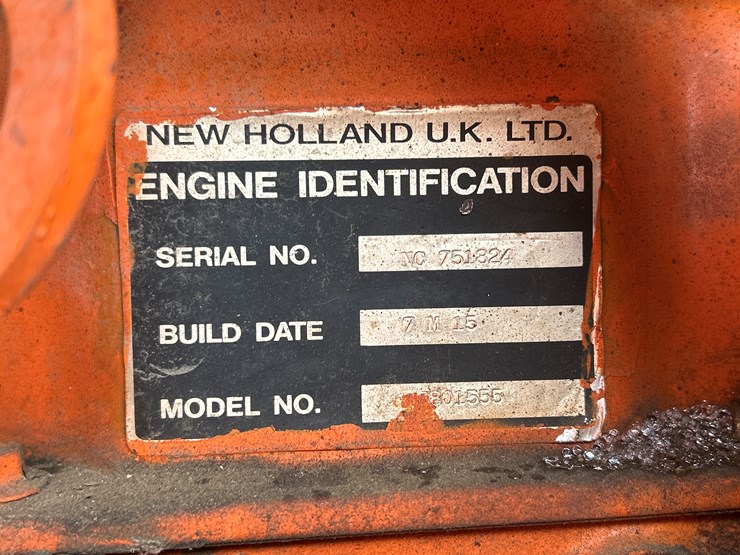 NEW HOLLAND U.K. LTD.
ENGINE IDENTIFICATION
SERIAL NO. NC 751824
BUILD DATE 7 M 15
MODEL NO.